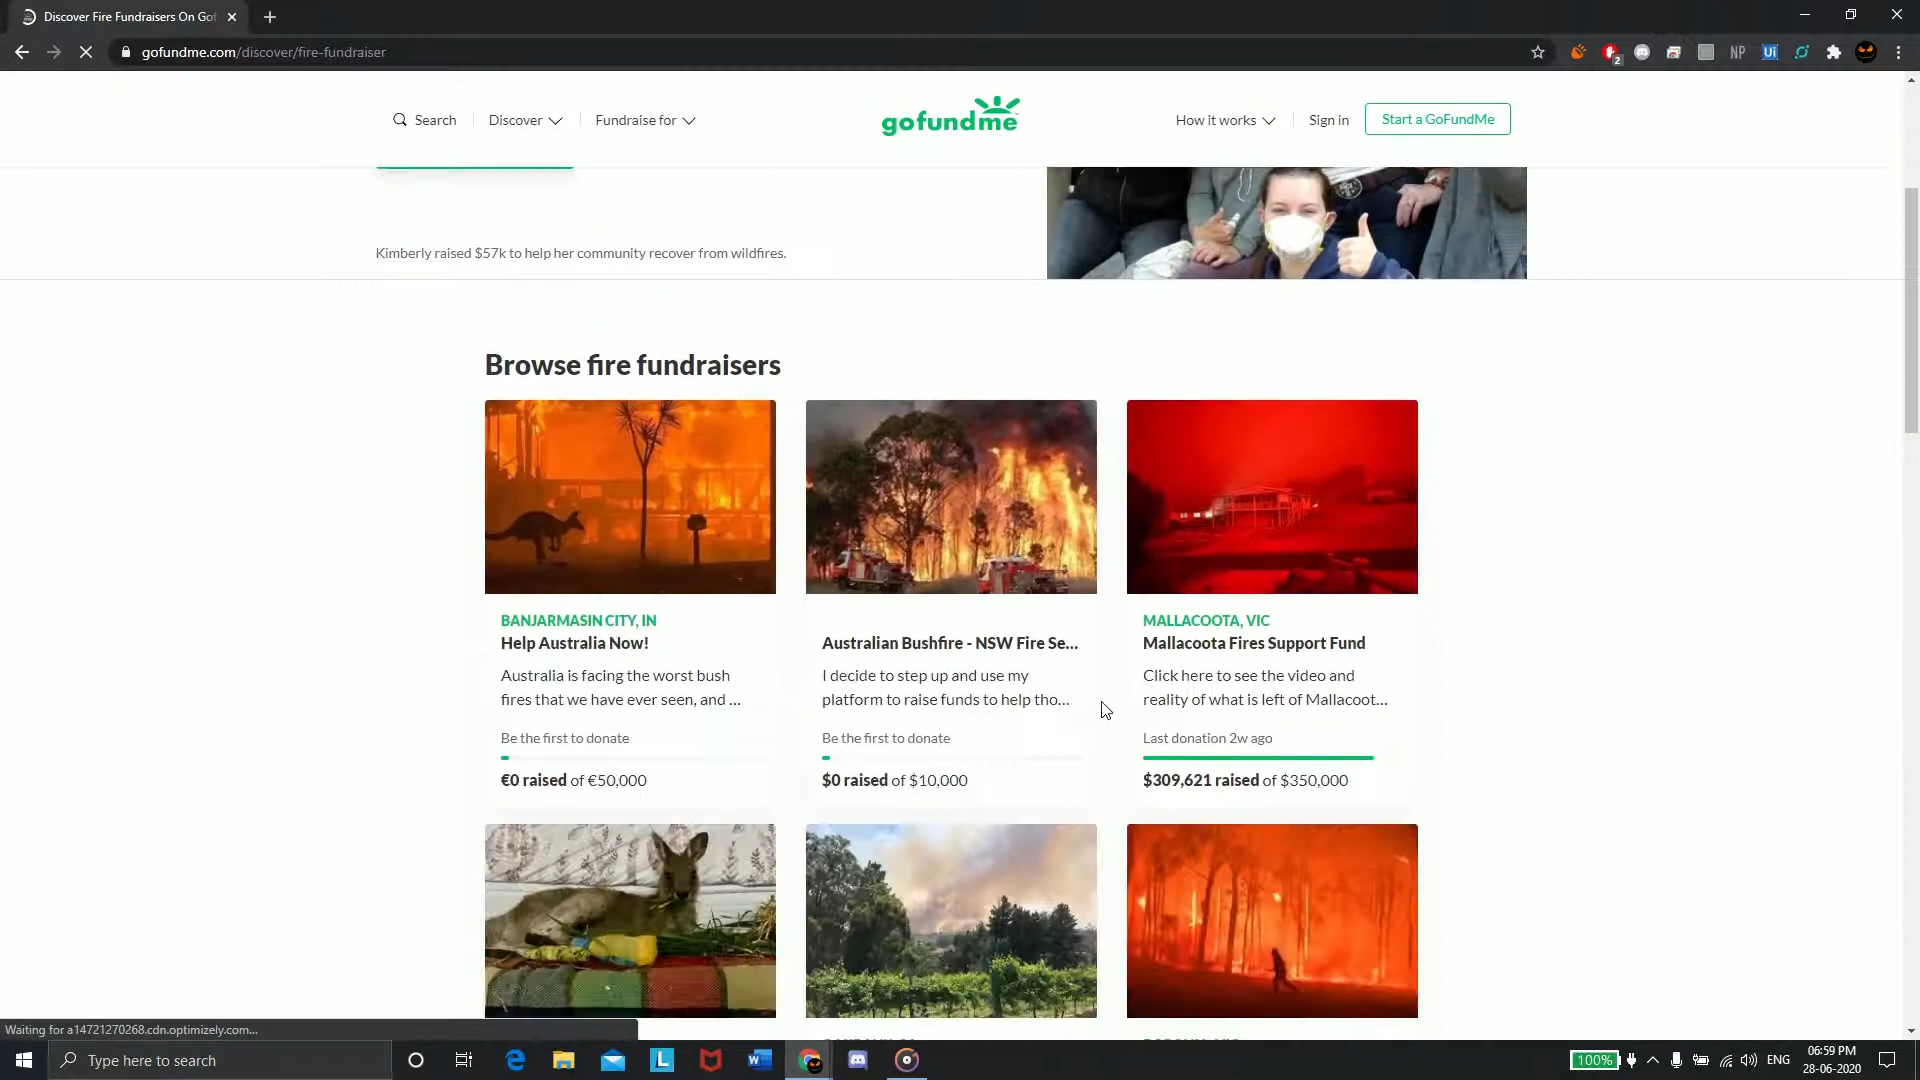 Discover Fire Fundraisers On Gof
gofundme.com/discover/fire-fundraiser
2
NP
Ui
Search
Discover
Fundraise for
gofundme
How it works
Sign in
Start a GoFundMe
Kimberly raised $57k to help her community recover from wildfires.
Browse fire fundraisers
BANJARMASIN CITY, IN
Help Australia Now!
Australia is facing the worst bush
fires that we have ever seen, and ...
Be the first to donate
€0 raised of €50,000
Australian Bushfire - NSW Fire Se...
I decide to step up and use my
platform to raise funds to help tho...
Be the first to donate
$0 raised of $10,000
MALLACOOTA, VIC
Mallacoota Fires Support Fund
Click here to see the video and
reality of what is left of Mallacoot...
Last donation 2w ago
$309,621 raised of $350,000
Waiting for a14721270268.cdn.optimizely.com...
Type here to search
100%
ENG
06:59 PM
28-06-2020